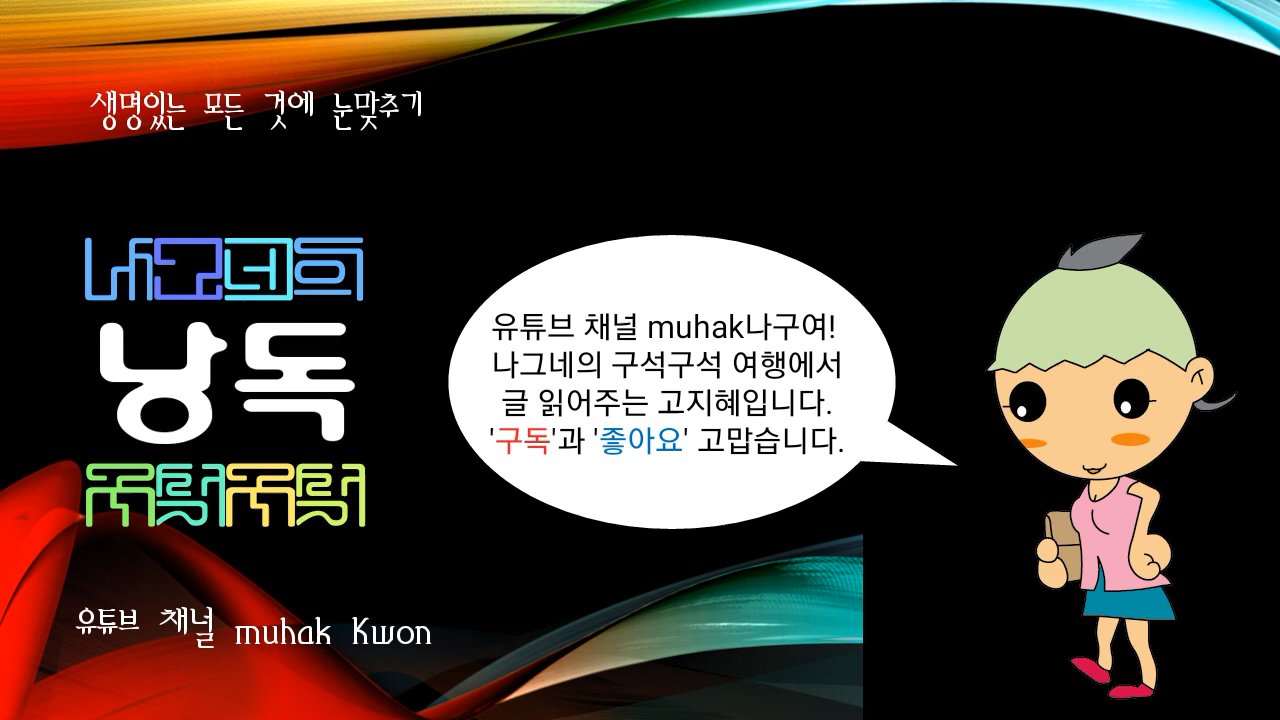 생명있는 모든 것에 눈맞추기
나그네의
낭독
구석구석
유튜브 채널 muhak나구여!
나그네의 구석구석 여행에서
글 읽어주는 고지혜입니다.
'구독'과 '좋아요' 고맙습니다.
유튜브 채널 muhak Kwon